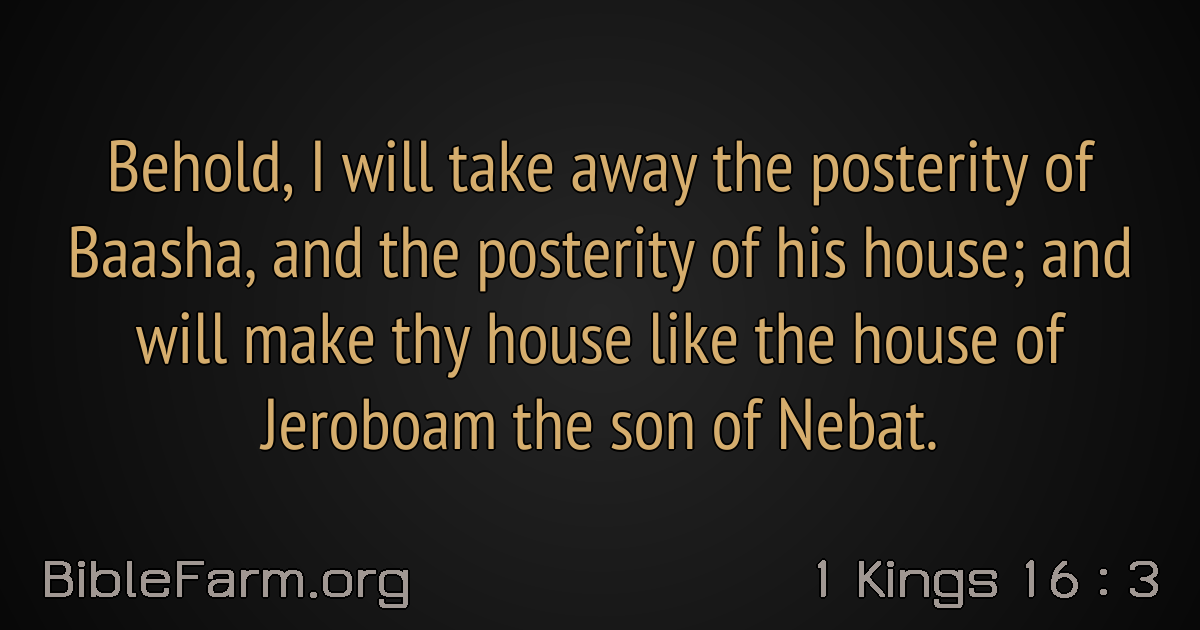 Behold, I will take away the posterity of
Baasha, and the posterity of his house; and
will make thy house like the house of
Jeroboam the son of Nebat.
BibleFarm.org
1 Kings 16 : 3